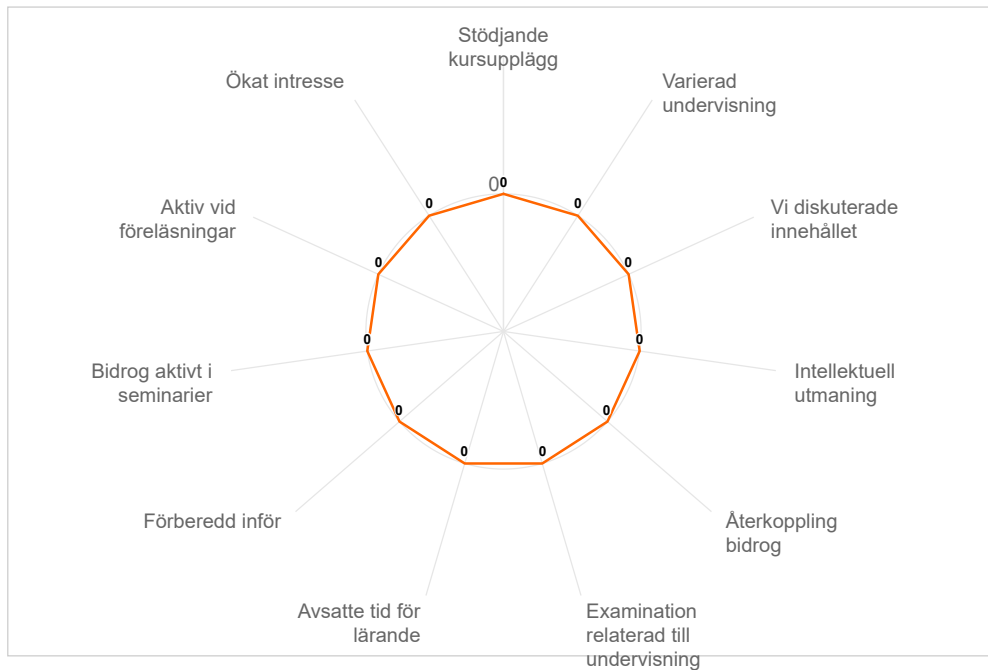 Stödjande
kursupplägg
Ökat intresse
Varierad
undervisning
0
0
0
0
Aktiv vid
föreläsningar
Vi diskuterade
innehållet
0
0
0
0
Bidrog aktivt i
seminarier
Intellektuell
utmaning
0
0
0
0
Förberedd inför
Återkoppling
bidrog
Avsatte tid för
lärande
Examination
relaterad till
undervisning